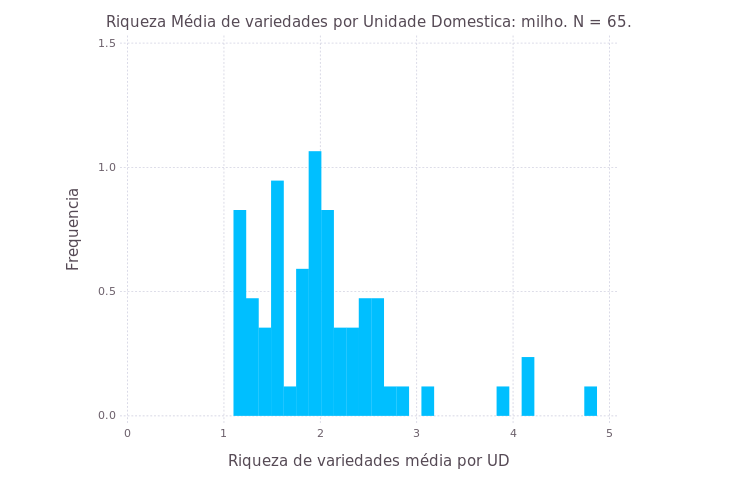 Riqueza Média de variedades por Unidade Domestica: milho. N = 65.
1.5
1.0
0.5
0.0
Frequencia
0 1 2 3 4 5
Riqueza de variedades média por UD